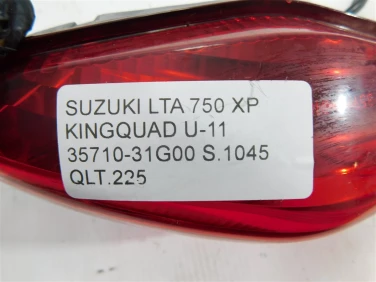 SUZUKI LTA 750 XP
KINGQUAD U-11
35710-31G00 S.1045
QLT.225